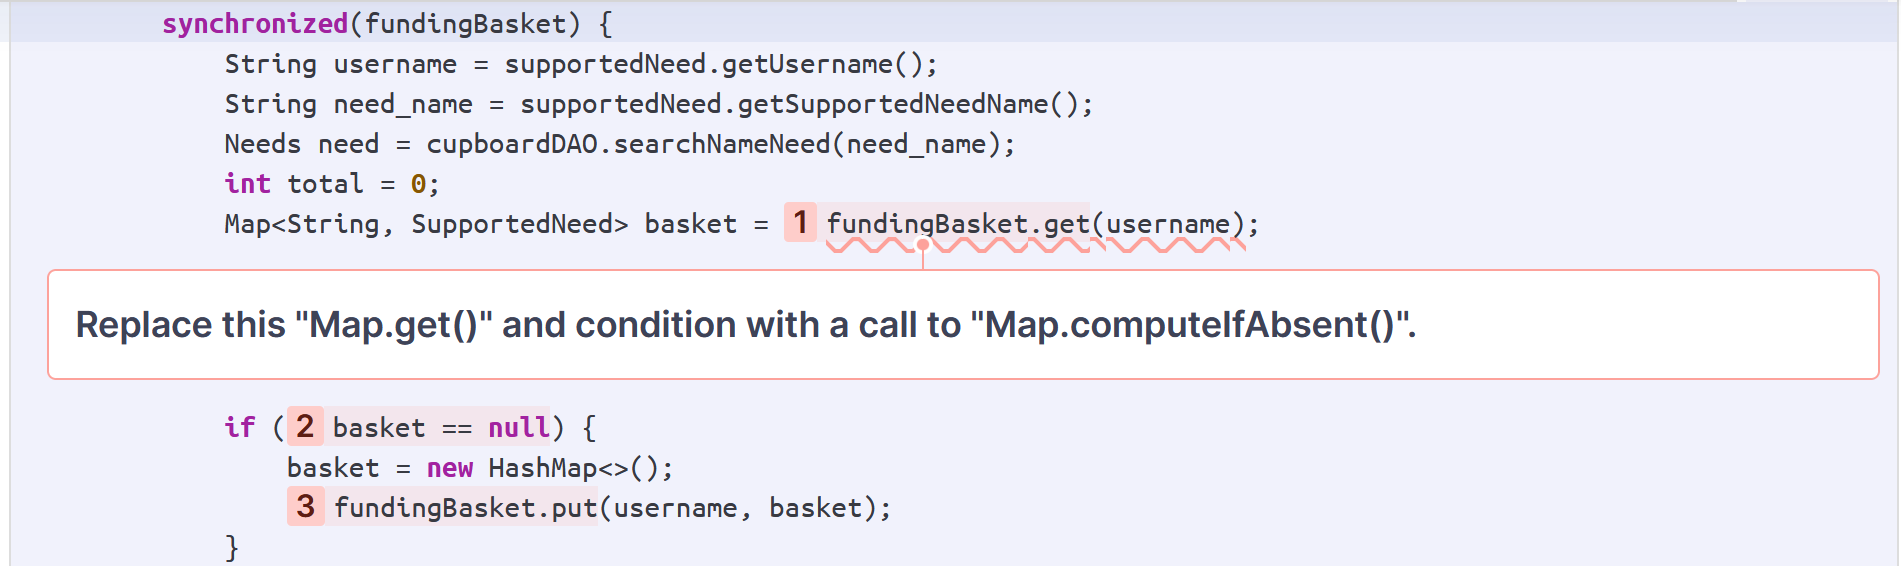 synchronized(fundingBasket) {
String username = supportedNeed.getUsername();
String need_name = supportedNeed.getSupportedNeedName();
Needs need = cupboardDAO.searchNameNeed(need_name);
int total = 0;
Map<String, SupportedNeed> basket = 1 fundingBasket.get(username);
Replace this "Map.get()" and condition with a call to "Map.computeIfAbsent()".
if (2 basket == null) {
basket = new HashMap<>();
3 fundingBasket.put(username, basket);
}